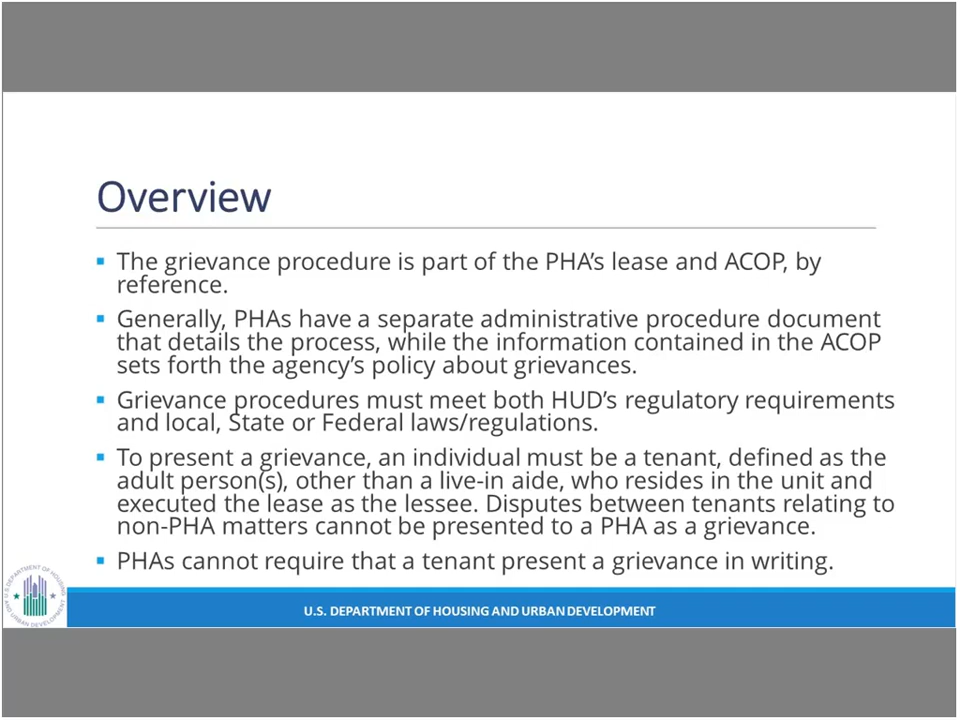 Overview
▪ The grievance procedure is part of the PHA's lease and ACOP, by
reference.
▪ Generally, PHAs have a separate administrative procedure document
that details the process, while the information contained in the ACOP
sets forth the agency's policy about grievances.
▪ Grievance procedures must meet both HUD's regulatory requirements
and local, State or Federal laws/regulations.
▪ To present a grievance, an individual must be a tenant, defined as the
adult person(s), other than a live-in aide, who resides in the unit and
executed the lease as the lessee. Disputes between tenants relating to
non-PHA matters cannot be presented to a PHA as a grievance.
▪ PHAs cannot require that a tenant present a grievance in writing.
U.S. DEPARTMENT OF HOUSING
AND URBAN DEVELOPMENT
U.S. DEPARTMENT OF HOUSING AND URBAN DEVELOPMENT